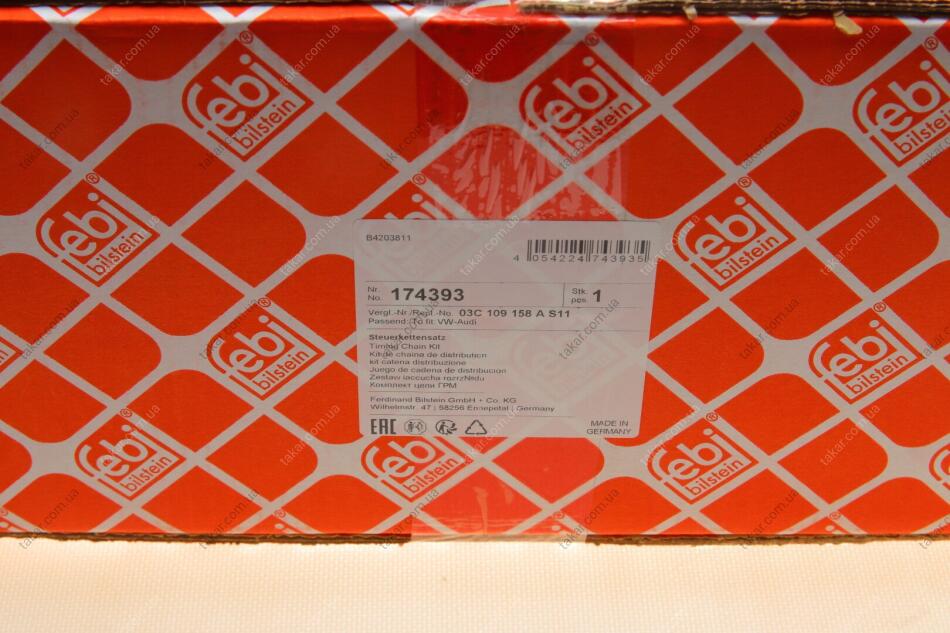 febi®
bilstein
B4203811
4 054224 743935
Nr.
No. 174393
Stk.
pcs. 1
Vergl.-Nr./Repl.-No. 03C 109 158 A S11
Passend/To fit VW-Audi
Steuerkettensatz
Timing Chain Kit
Kit de chaîne de distribution
kit catena distribuzione
Juego de cadena de distribución
Zestaw łańcucha rozrządu
Комплект цепи ГРМ
Ferdinand Bilstein GmbH + Co. KG
Wilhelmstr. 47 | 58256 Ennepetal | Germany
EAC
MADE IN
GERMANY
takar.com.ua